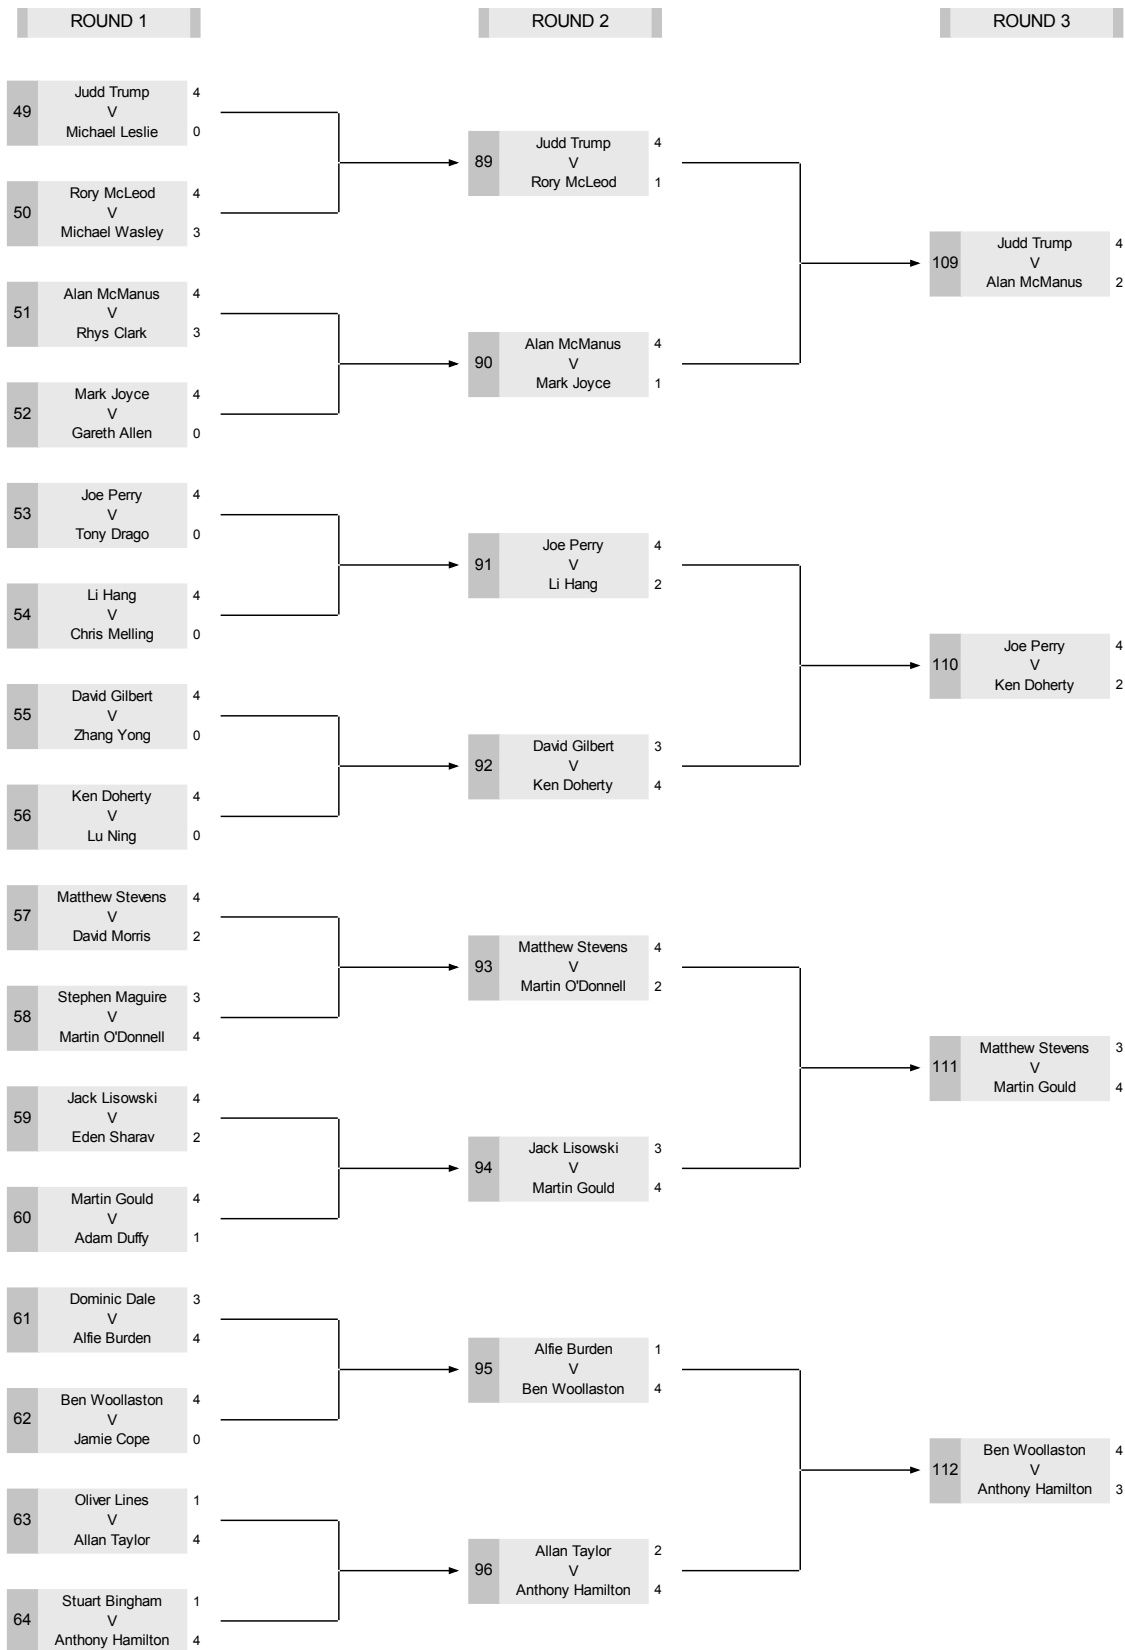 ROUND 1
ROUND 2
ROUND 3
49
Judd Trump 4
V
Michael Leslie 0
50
Rory McLeod 4
V
Michael Wasley 3
51
Alan McManus 4
V
Rhys Clark 3
52
Mark Joyce 4
V
Gareth Allen 0
53
Joe Perry 4
V
Tony Drago 0
54
Li Hang 4
V
Chris Melling 0
55
David Gilbert 4
V
Zhang Yong 0
56
Ken Doherty 4
V
Lu Ning 0
57
Matthew Stevens 4
V
David Morris 2
58
Stephen Maguire 3
V
Martin O'Donnell 4
59
Jack Lisowski 4
V
Eden Sharav 2
60
Martin Gould 4
V
Adam Duffy 1
61
Dominic Dale 3
V
Alfie Burden 4
62
Ben Woollaston 4
V
Jamie Cope 0
63
Oliver Lines 1
V
Allan Taylor 4
64
Stuart Bingham 1
V
Anthony Hamilton 4
89
Judd Trump 4
V
Rory McLeod 1
90
Alan McManus 4
V
Mark Joyce 1
91
Joe Perry 4
V
Li Hang 2
92
David Gilbert 3
V
Ken Doherty 4
93
Matthew Stevens 4
V
Martin O'Donnell 2
94
Jack Lisowski 3
V
Martin Gould 4
95
Alfie Burden 1
V
Ben Woollaston 4
96
Allan Taylor 2
V
Anthony Hamilton 4
109
Judd Trump 4
V
Alan McManus 2
110
Joe Perry 4
V
Ken Doherty 2
111
Matthew Stevens 3
V
Martin Gould 4
112
Ben Woollaston 4
V
Anthony Hamilton 3